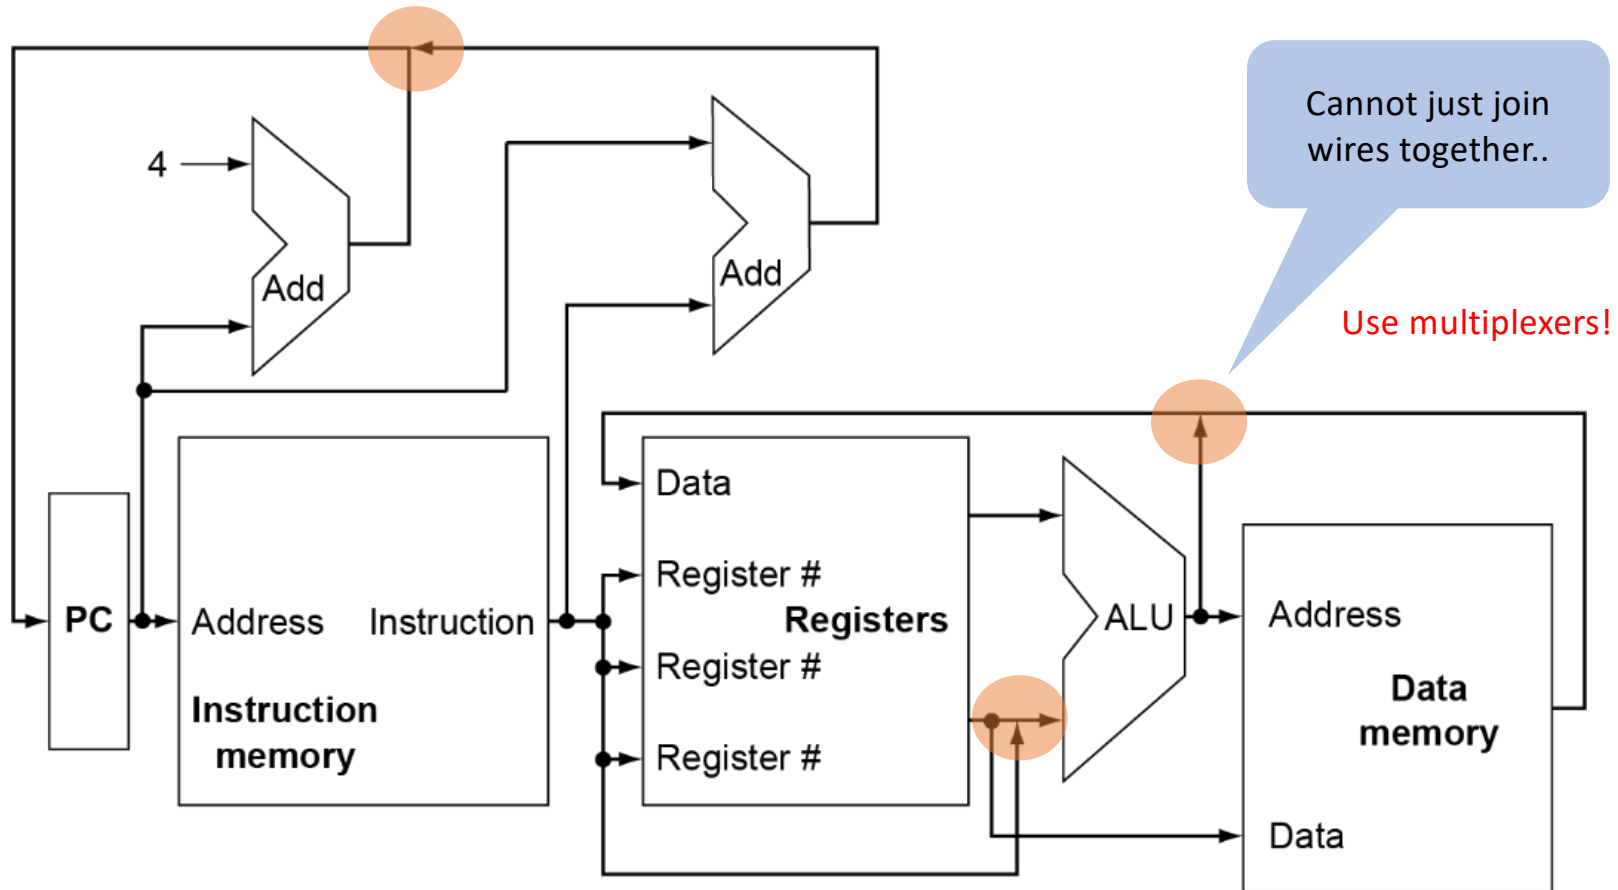 Cannot just join
wires together..
4
Add
Add
Use multiplexers!
PC
Address
Instruction
Instruction
memory
Data
Register #
Registers
Register #
Register #
ALU
Address
Data
memory
Data